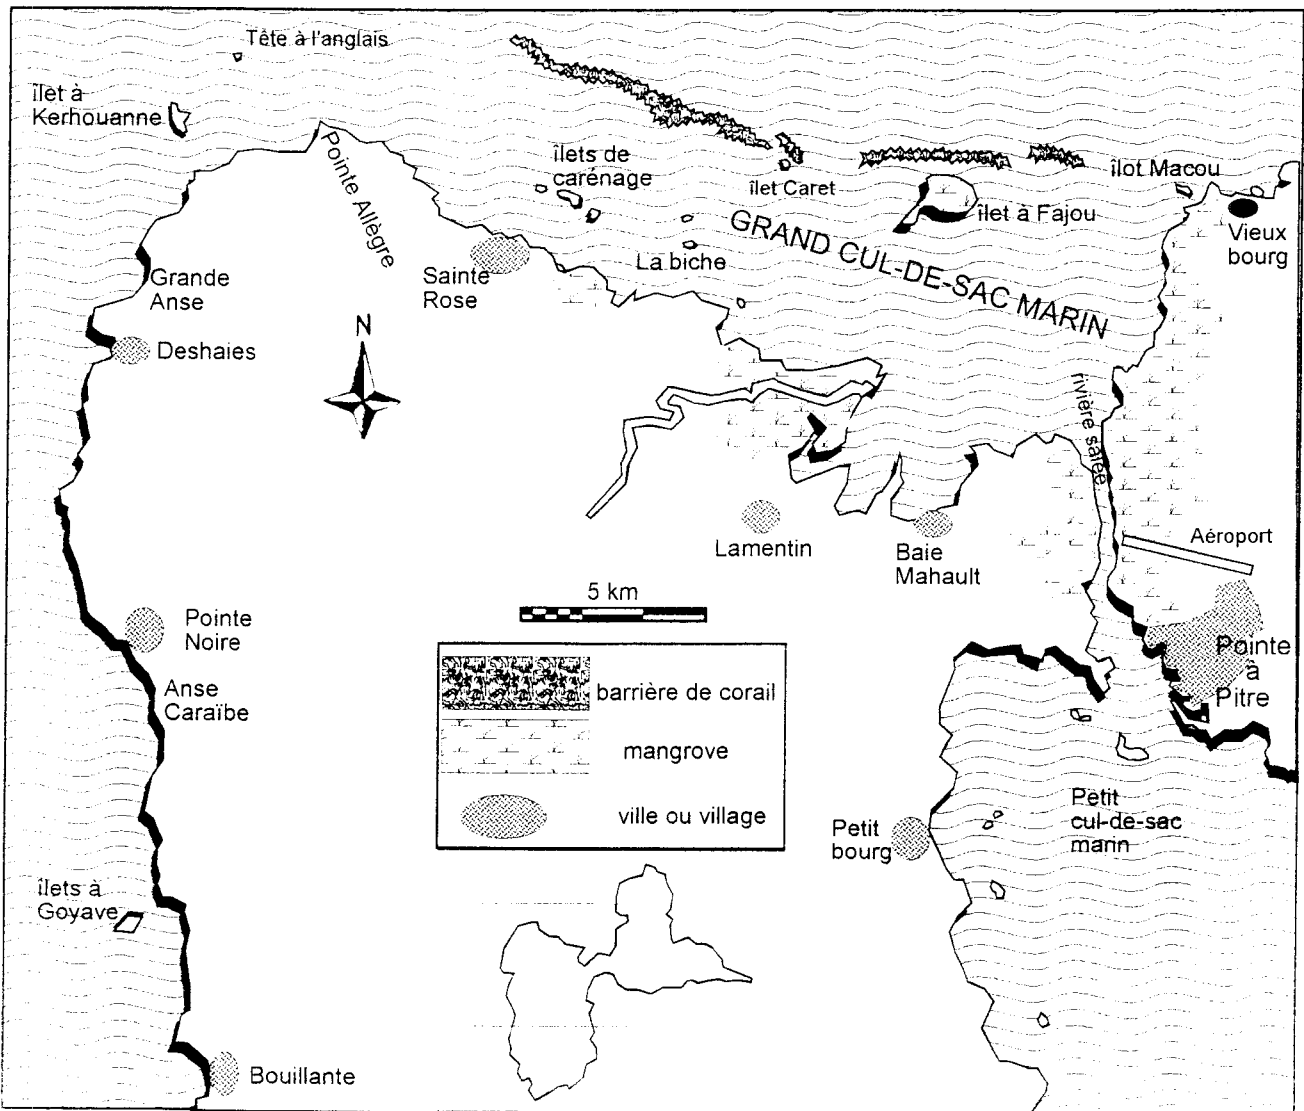 Tête à l'anglais
îlet à
Kerhouanne
Pointe Allègre
îlets de
carénage
îlet Caret
îlot Macou
îlet à Fajou
Vieux
bourg
GRAND CUL-DE-SAC MARIN
La biche
Sainte
Rose
Grande
Anse
N
Deshaies
rivière salée
Aéroport
Lamentin
Baie
Mahault
5 km
Pointe
Noire
Pointe
à
Pitre
Anse
Caraïbe
barrière de corail
mangrove
ville ou village
Petit
bourg
Petit
cul-de-sac
marin
îlets à
Goyave
Bouillante